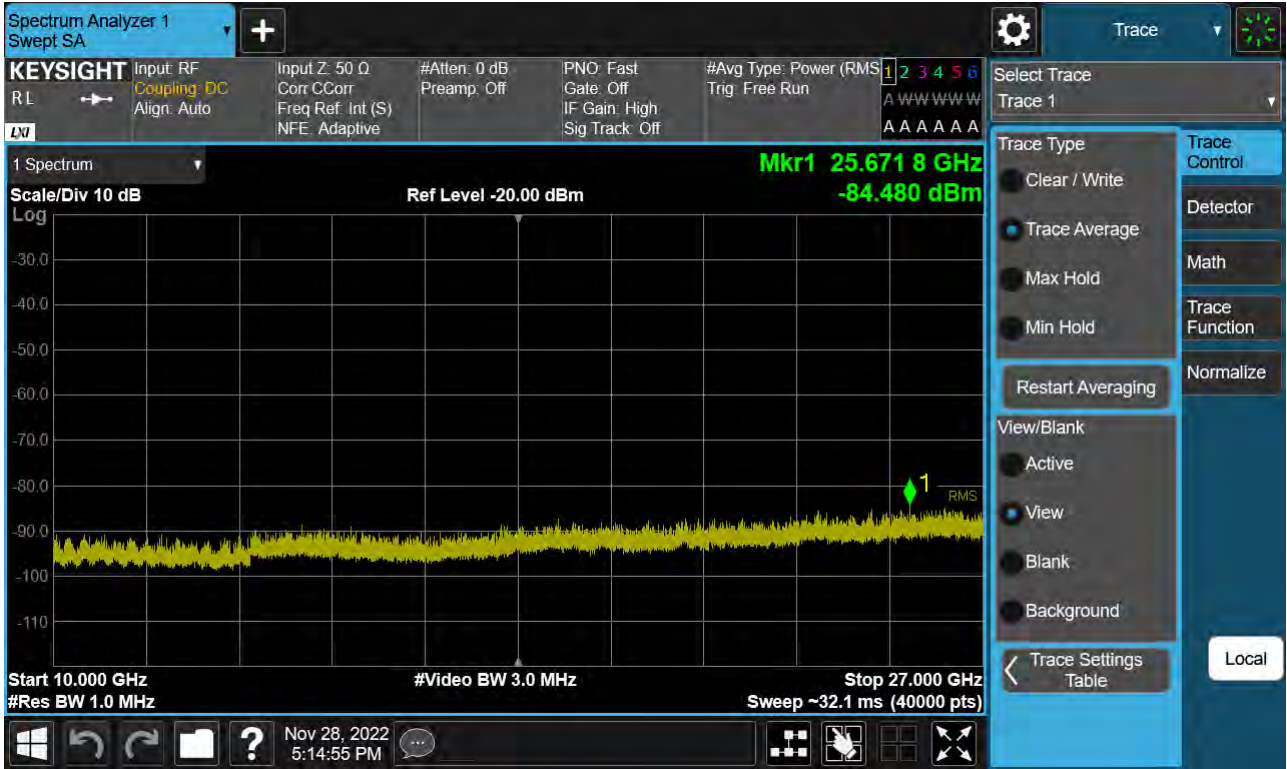 Spectrum Analyzer 1
Swept SA
+
Trace
KEYSIGHT
R L
LXI
Input: RF
Coupling: DC
Align: Auto
Input Z: 50 Ω
Corr CCorr
Freq Ref: Int (S)
NFE: Adaptive
#Atten: 0 dB
Preamp: Off
PNO: Fast
Gate: Off
IF Gain: High
Sig Track: Off
#Avg Type: Power (RMS
Trig: Free Run
1 2 3 4 5 6
A W W W W W
A A A A A A
Select Trace
Trace 1
1 Spectrum
Mkr1 25.671 8 GHz
-84.480 dBm
Scale/Div 10 dB
Ref Level -20.00 dBm
Log
-30.0
-40.0
-50.0
-60.0
-70.0
-80.0
-90.0
-100
-110
1
RMS
Start 10.000 GHz
#Video BW 3.0 MHz
Stop 27.000 GHz
#Res BW 1.0 MHz
Sweep ~32.1 ms (40000 pts)
Trace Type
Clear / Write
Trace Average
Max Hold
Min Hold
Restart Averaging
View/Blank
Active
View
Blank
Background
Trace Settings
Table
Trace
Control
Detector
Math
Trace
Function
Normalize
Local
?
Nov 28, 2022
5:14:55 PM